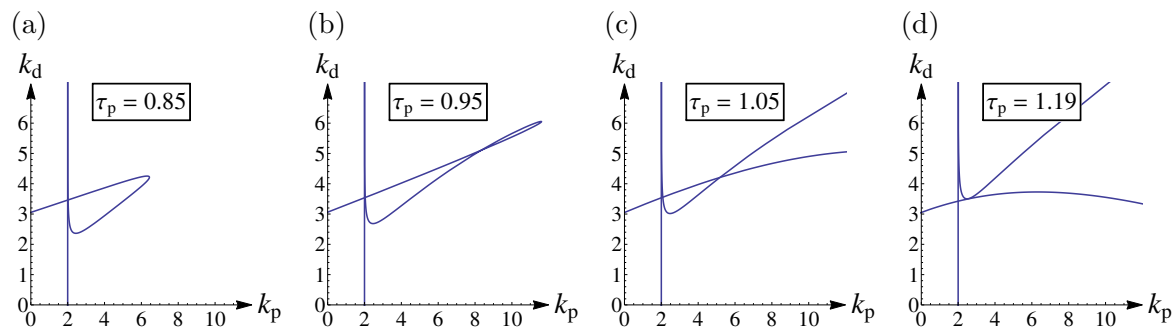 (a) (b) (c) (d)
k_d k_d k_d k_d
τ_p = 0.85 τ_p = 0.95 τ_p = 1.05 τ_p = 1.19
6 6 6 6
5 5 5 5
4 4 4 4
3 3 3 3
2 2 2 2
1 1 1 1
0 0 0 0
0 2 4 6 8 10 k_p 0 2 4 6 8 10 k_p 0 2 4 6 8 10 k_p 0 2 4 6 8 10 k_p